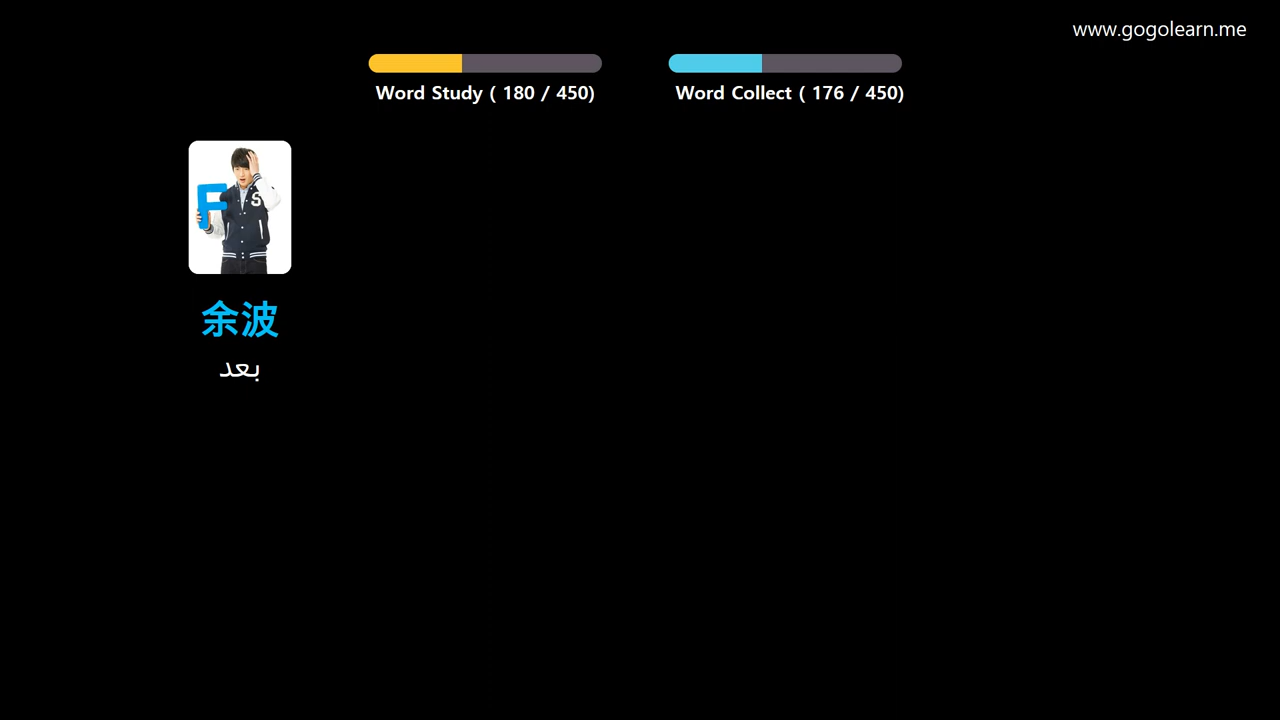 www.gogolearn.me
Word Study ( 180 / 450)
Word Collect ( 176 / 450)
F
S
余波
بعد